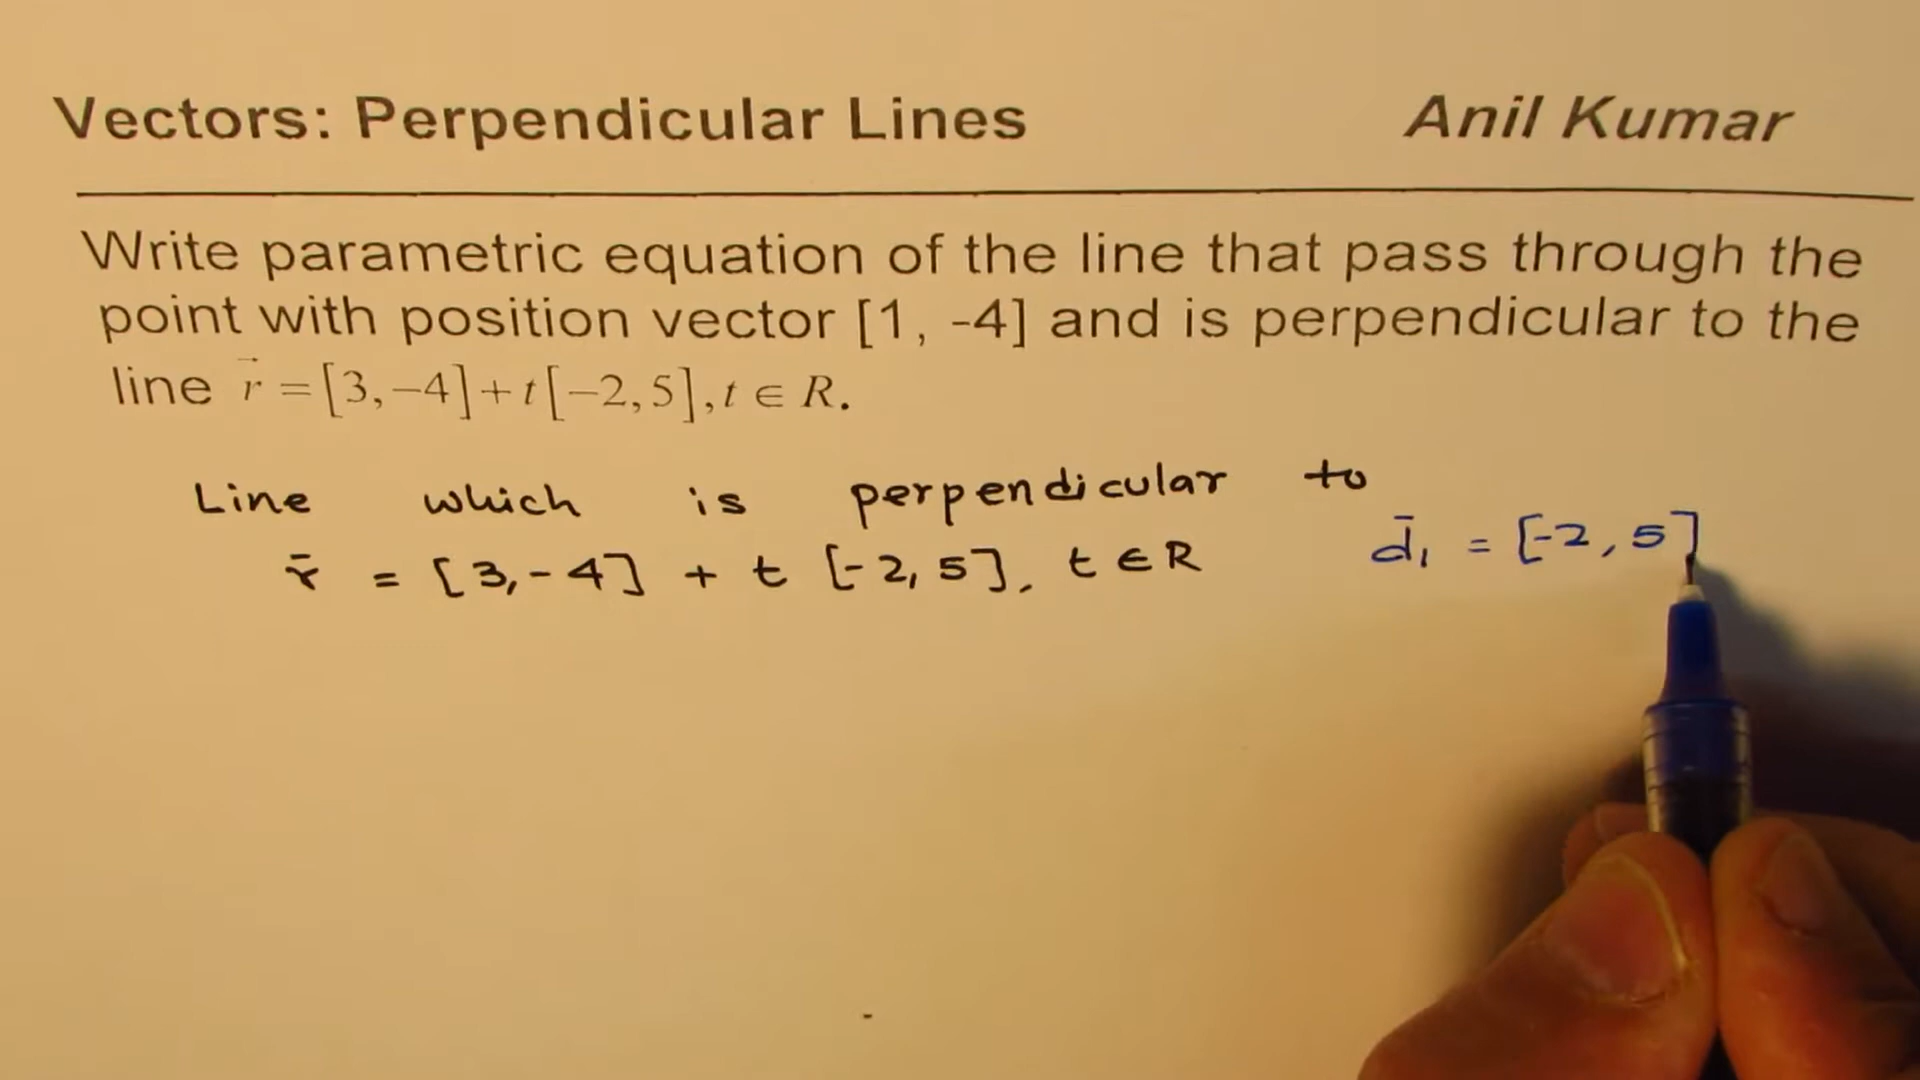 Vectors: Perpendicular Lines Anil Kumar
Write parametric equation of the line that pass through the
point with position vector [1, -4] and is perpendicular to the
line r⃗ = [3,−4]+t[−2,5],t ∈ R.
Line which is perpendicular to
r̄ = [3,-4] + t [-2,5], t ∈ R d̄₁ = [-2,5]